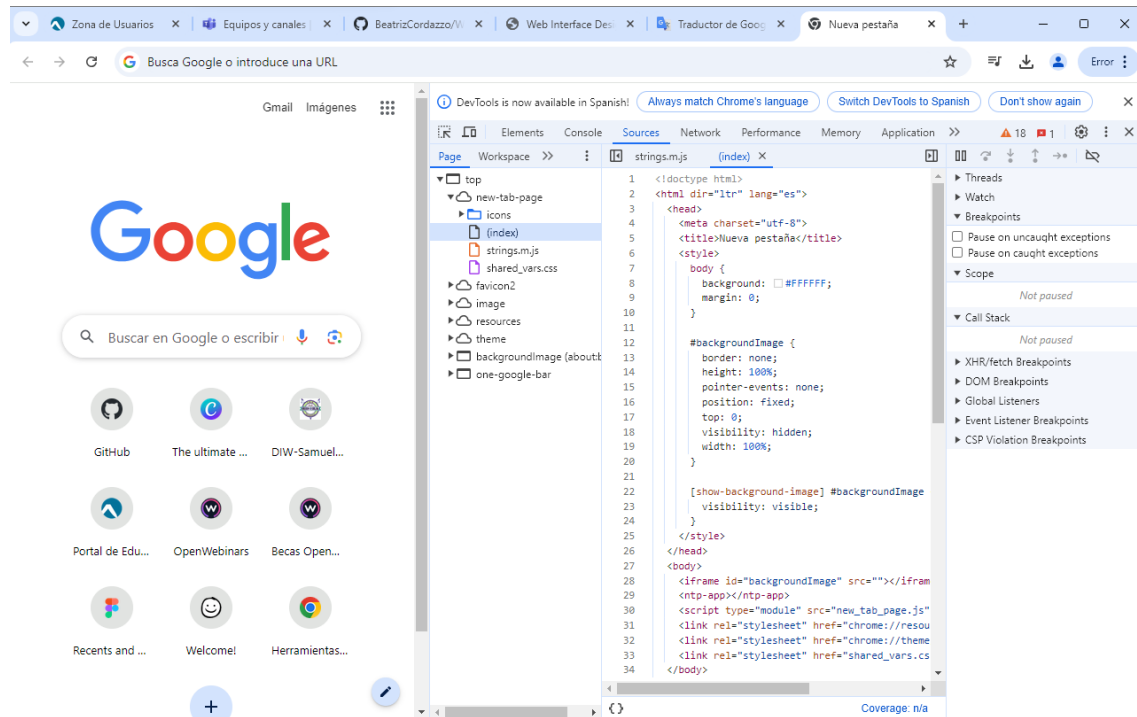 Zona de Usuarios
Equipos y canales |
BeatrizCordazzo/W
Web Interface Des
Traductor de Goog
Nueva pestaña
Busca Google o introduce una URL
Error
Gmail Imágenes
Google
Buscar en Google o escribir
GitHub
The ultimate ...
DIW-Samuel...
Portal de Edu...
OpenWebinars
Becas Open...
Recents and ...
Welcome!
Herramientas...
DevTools is now available in Spanish!
Always match Chrome's language
Switch DevTools to Spanish
Don't show again
Elements Console Sources Network Performance Memory Application
18 1
Page Workspace
strings.m.js (index)
top
new-tab-page
icons
(index)
strings.m.js
shared_vars.css
favicon2
image
resources
theme
backgroundImage (about:b
one-google-bar
1 <!doctype html>
2 <html dir="ltr" lang="es">
3 <head>
4 <meta charset="utf-8">
5 <title>Nueva pestaña</title>
6 <style>
7 body {
8 background: #FFFFFF;
9 margin: 0;
10 }
11
12 #backgroundImage {
13 border: none;
14 height: 100%;
15 pointer-events: none;
16 position: fixed;
17 top: 0;
18 visibility: hidden;
19 width: 100%;
20 }
21
22 [show-background-image] #backgroundImage
23 visibility: visible;
24 }
25 </style>
26 </head>
27 <body>
28 <iframe id="backgroundImage" src=""></ifram
29 <ntp-app></ntp-app>
30 <script type="module" src="new_tab_page.js"
31 <link rel="stylesheet" href="chrome://resou
32 <link rel="stylesheet" href="chrome://theme
33 <link rel="stylesheet" href="shared_vars.cs
34 </body>
{} Coverage: n/a
Threads
Watch
Breakpoints
Pause on uncaught exceptions
Pause on caught exceptions
Scope
Not paused
Call Stack
Not paused
XHR/fetch Breakpoints
DOM Breakpoints
Global Listeners
Event Listener Breakpoints
CSP Violation Breakpoints